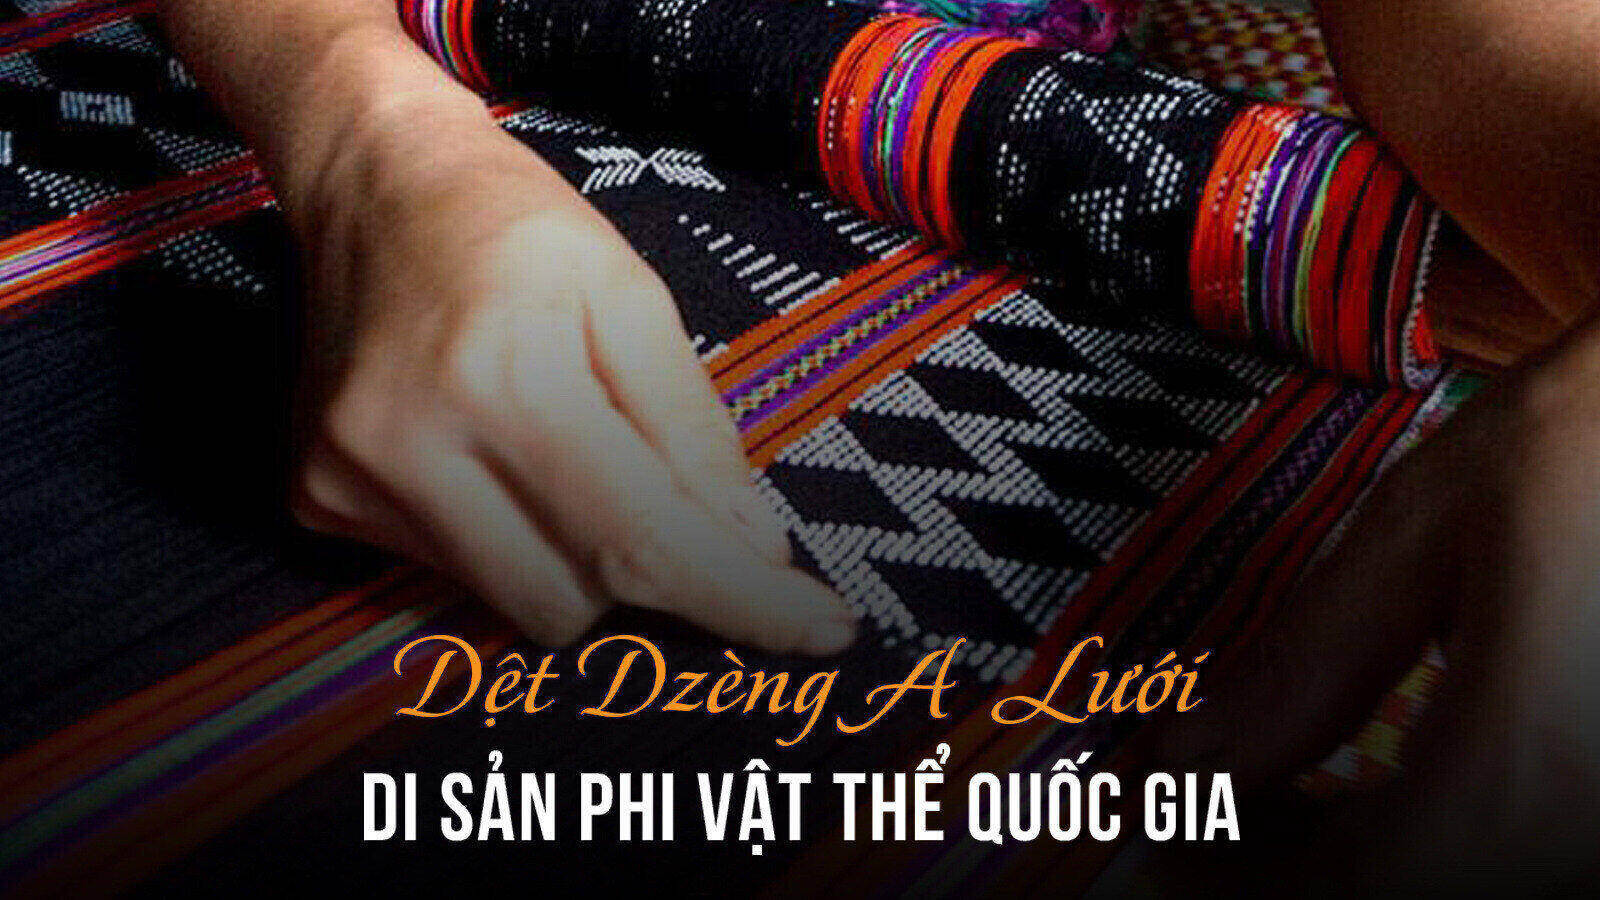 Dệt Dzèng A Lưới
DI SẢN PHI VẬT THỂ QUỐC GIA